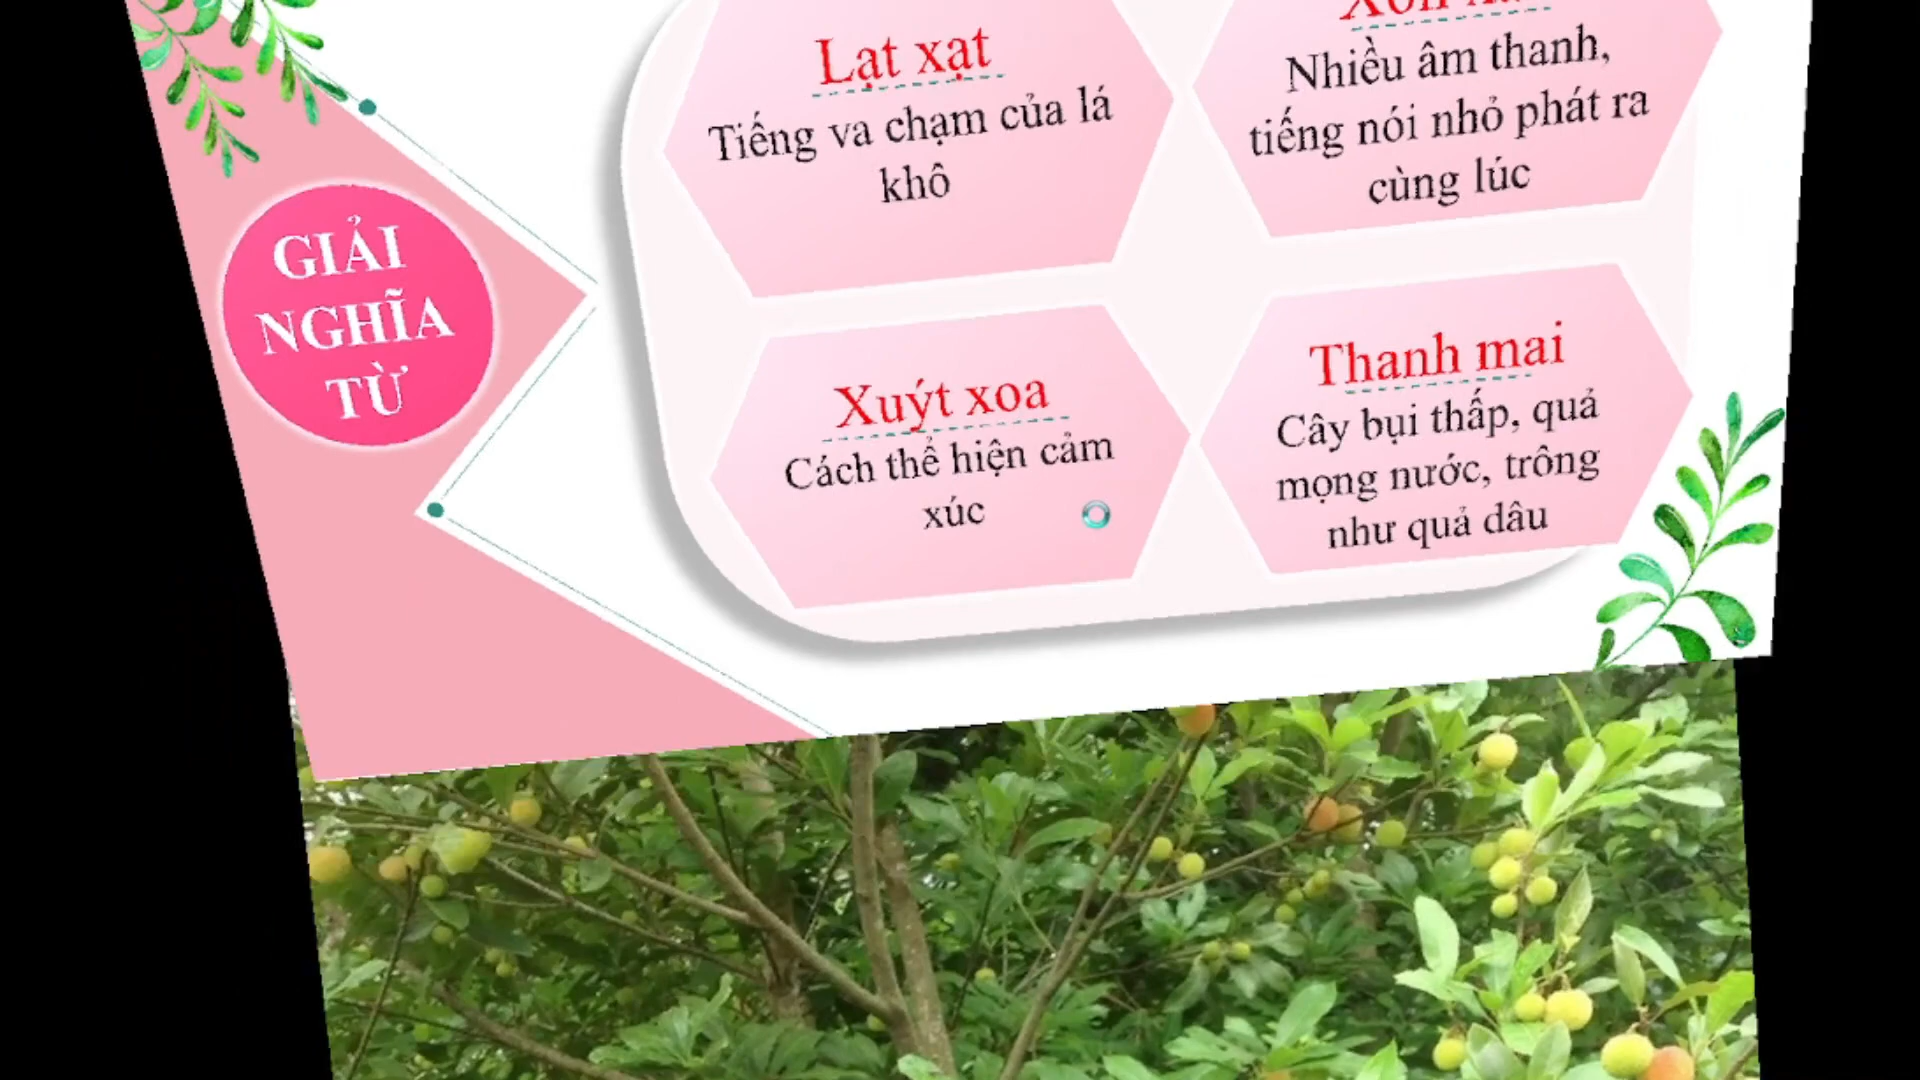 GIẢI
NGHĨA
TỪ
Lạt xạt
Tiếng va chạm của lá
khô
Nhiều âm thanh,
tiếng nói nhỏ phát ra
cùng lúc
Xuýt xoa
Cách thể hiện cảm
xúc
Thanh mai
Cây bụi thấp, quả
mọng nước, trông
như quả dâu